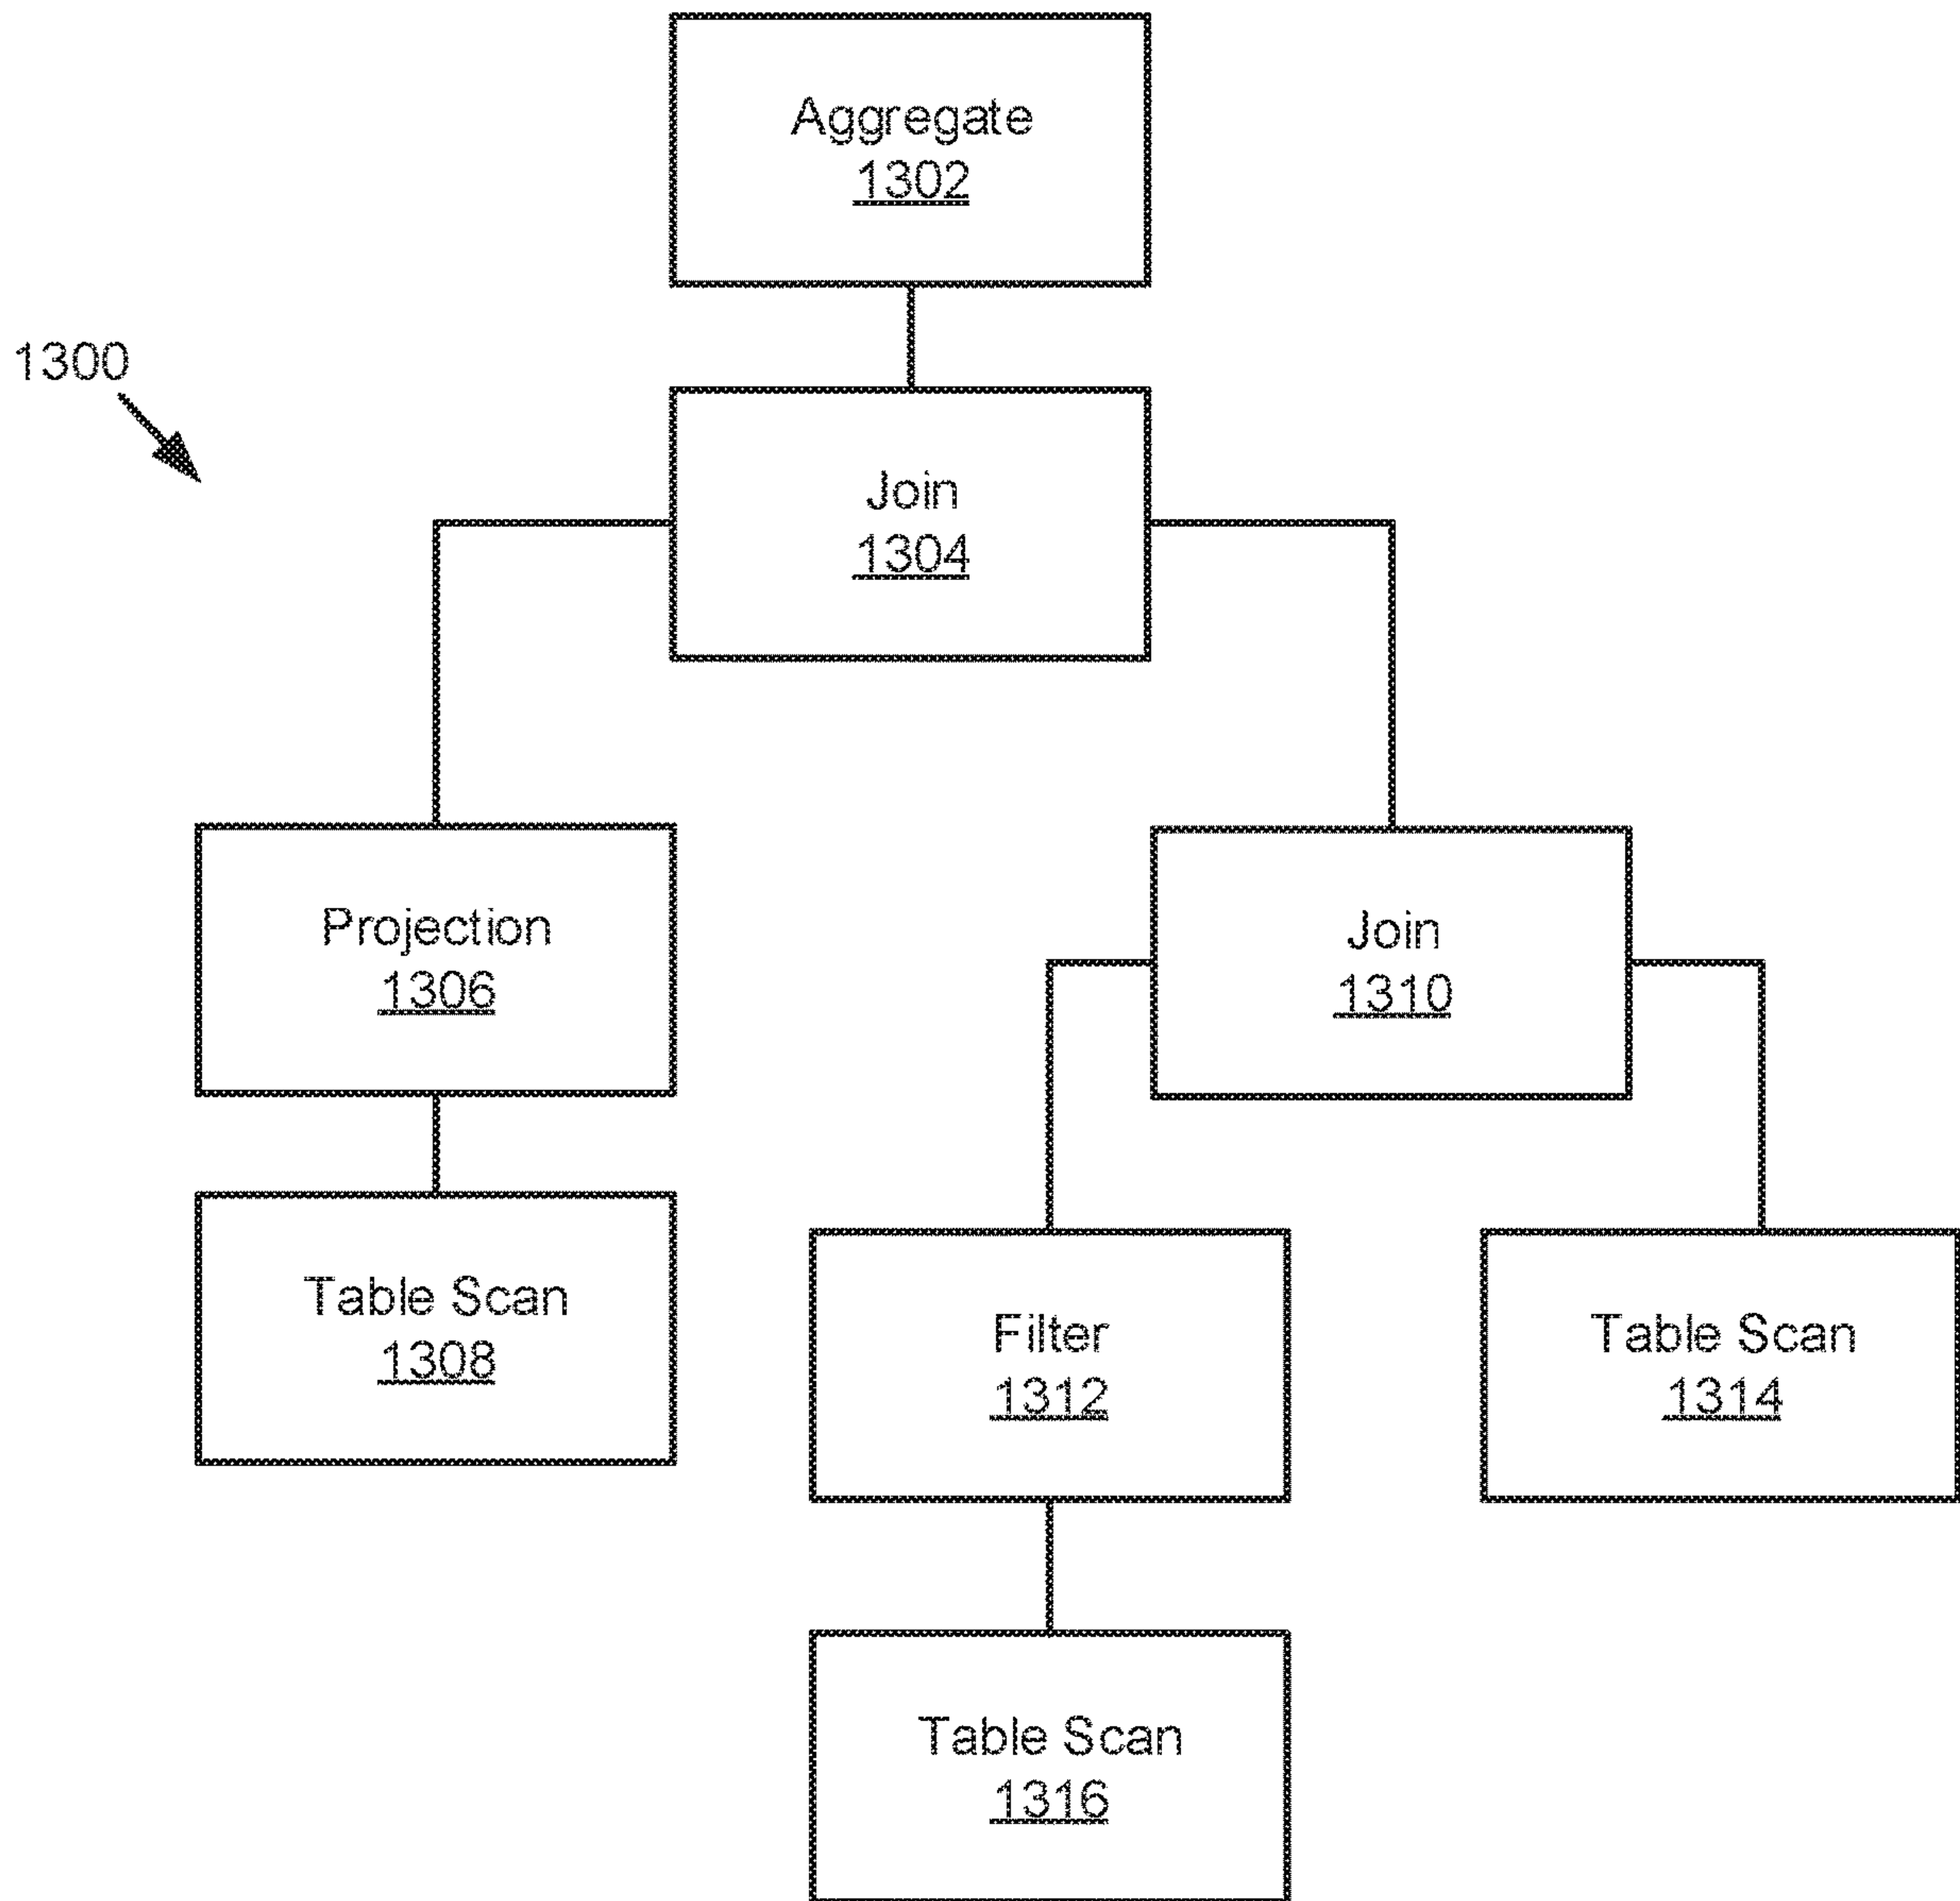 Aggregate
1302
1300
Join
1304
Projection
1306
Join
1310
Table Scan
1308
Filter
1312
Table Scan
1314
Table Scan
1316